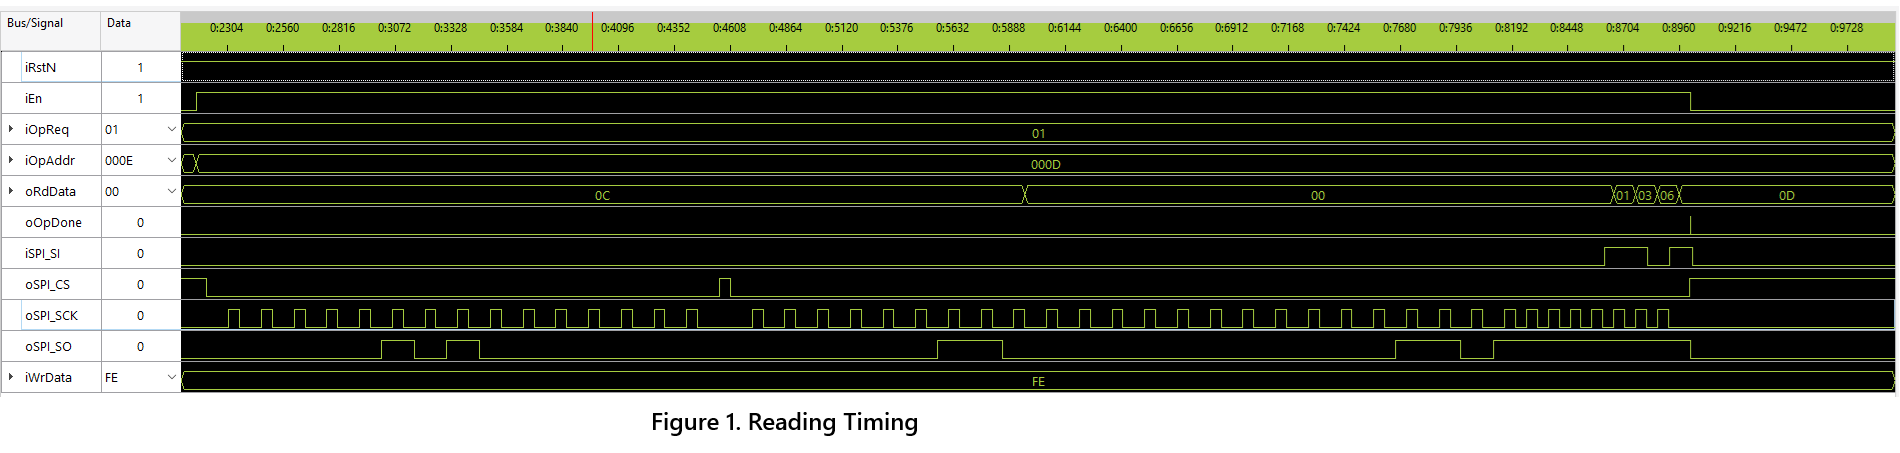 Bus/Signal Data 0:2304 0:2560 0:2816 0:3072 0:3328 0:3584 0:3840 0:4096 0:4352 0:4608 0:4864 0:5120 0:5376 0:5632 0:5888 0:6144 0:6400 0:6656 0:6912 0:7168 0:7424 0:7680 0:7936 0:8192 0:8448 0:8704 0:8960 0:9216 0:9472 0:9728
iRstN 1
iEn 1
iOpReq 01 01
iOpAddr 000E 000D
oRdData 00 0C 00 01 03 06 0D
oOpDone 0
iSPI_SI 0
oSPI_CS 0
oSPI_SCK 0
oSPI_SO 0
iWrData FE FE
Figure 1. Reading Timing